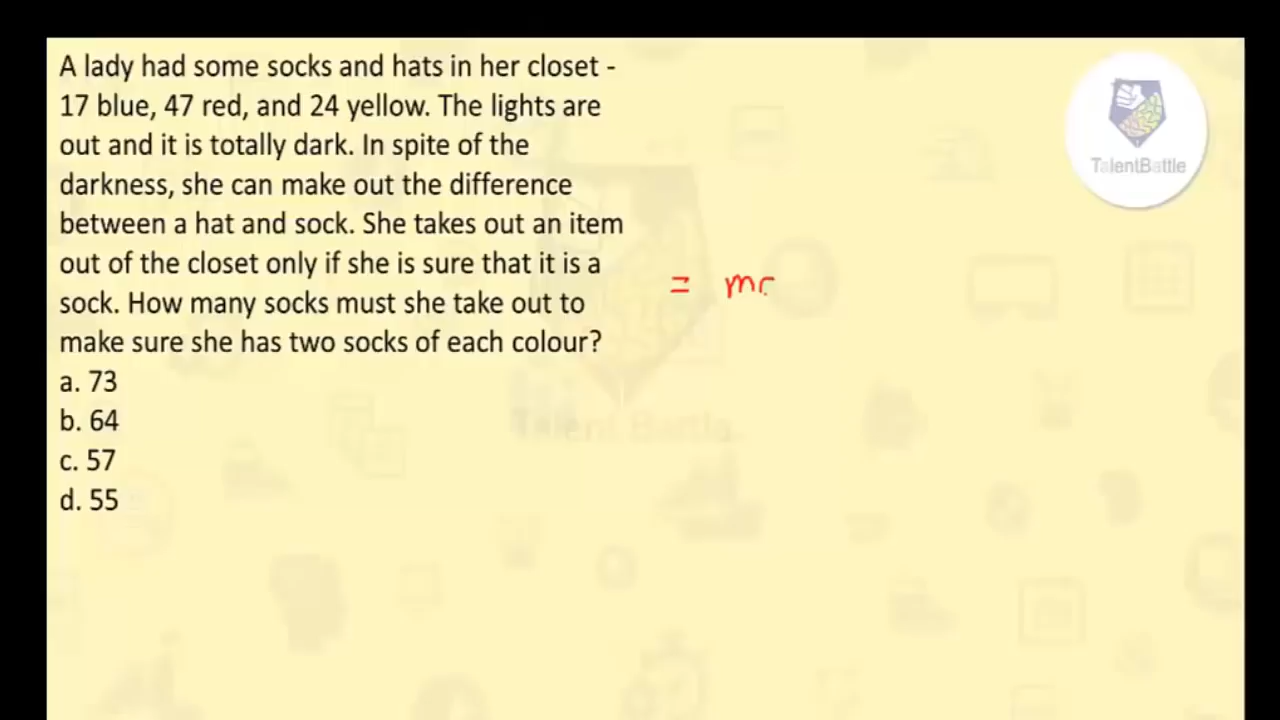 A lady had some socks and hats in her closet -
17 blue, 47 red, and 24 yellow. The lights are
out and it is totally dark. In spite of the
darkness, she can make out the difference
between a hat and sock. She takes out an item
out of the closet only if she is sure that it is a
sock. How many socks must she take out to
make sure she has two socks of each colour?
a. 73
b. 64
c. 57
d. 55
TalentBattle
Talent Battle